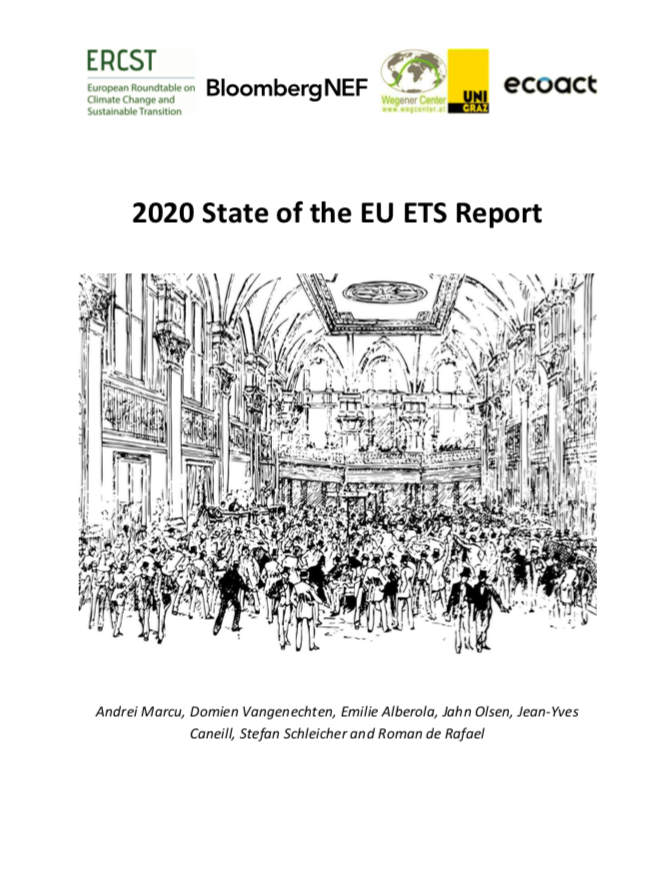 ERCST
European Roundtable on
Climate Change and
Sustainable Transition
BloombergNEF
Wegener Center
www.wegcenter.at
UNI
GRAZ
ecoact
2020 State of the EU ETS Report
Andrei Marcu, Domien Vangenechten, Emilie Alberola, Jahn Olsen, Jean-Yves
Caneill, Stefan Schleicher and Roman de Rafael